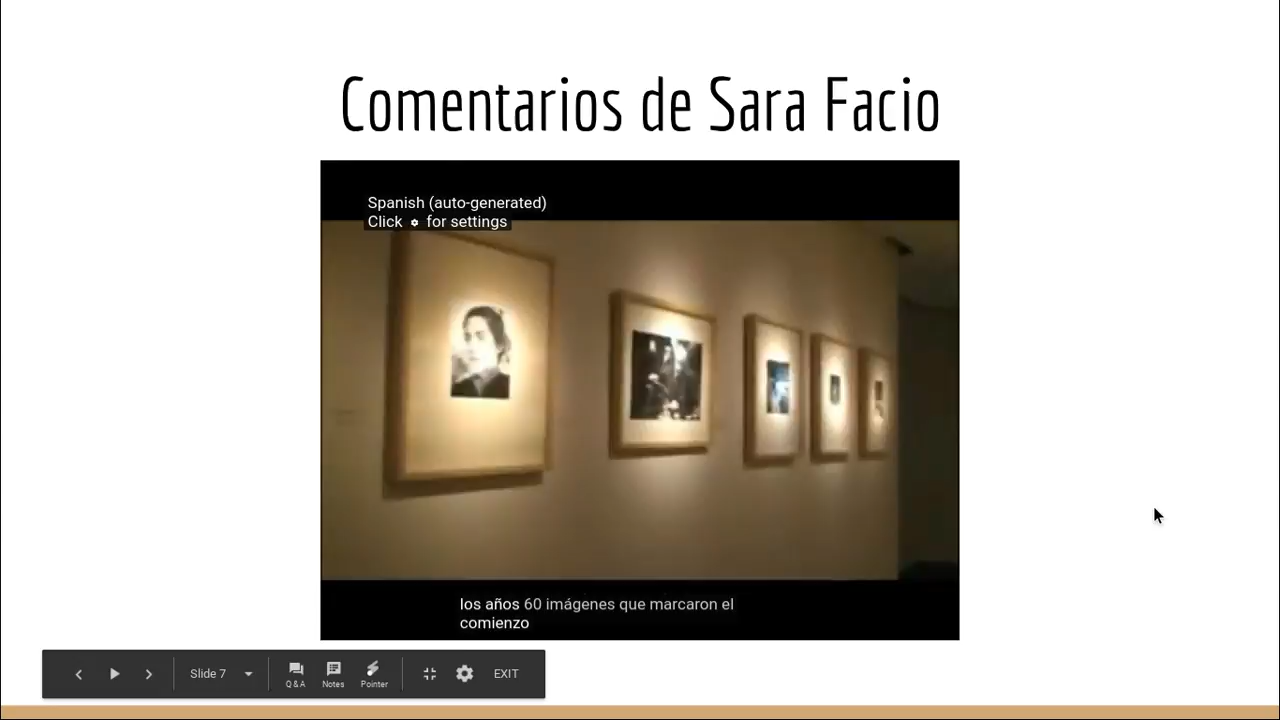 Comentarios de Sara Facio
Spanish (auto-generated)
Click for settings
los años 60 imágenes que marcaron el
comienzo
Slide 7
Q & A
Notes
Pointer
EXIT